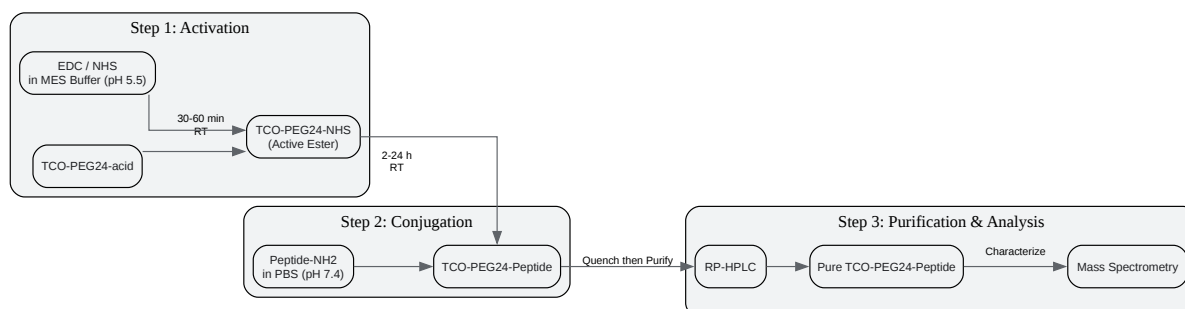 Step 1: Activation
EDC / NHS
in MES Buffer (pH 5.5)
30-60 min
RT
TCO-PEG24-NHS
(Active Ester)
TCO-PEG24-acid
2-24 h
RT
Step 2: Conjugation
Peptide-NH2
in PBS (pH 7.4)
TCO-PEG24-Peptide
Quench then Purify
Step 3: Purification & Analysis
RP-HPLC
Pure TCO-PEG24-Peptide
Characterize
Mass Spectrometry